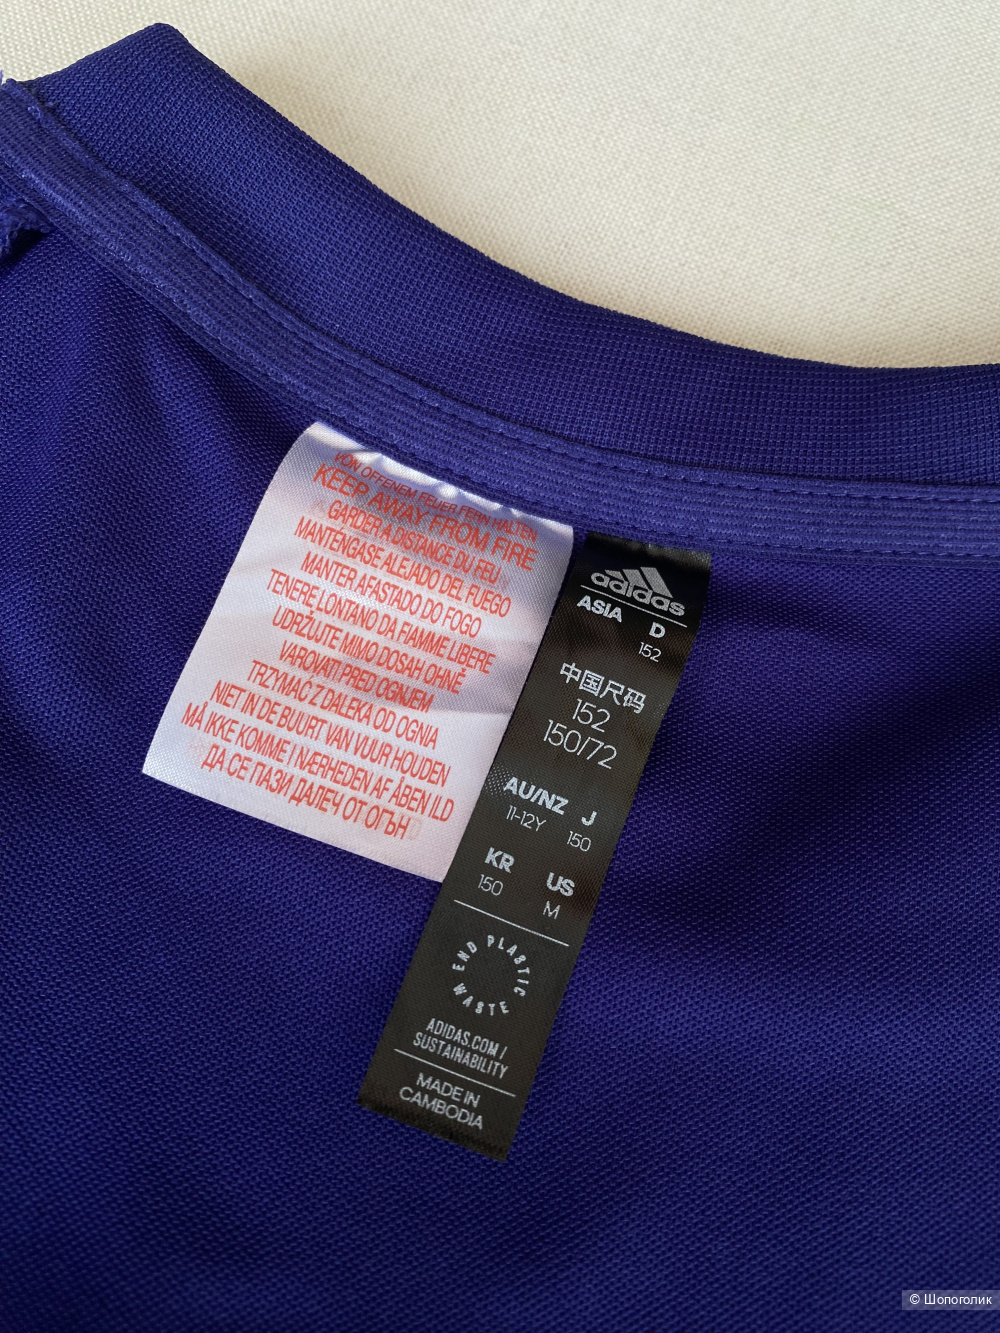 VON OFFENEM FEUER FERN HALTEN
KEEP AWAY FROM FIRE
GARDER A DISTANCE DU FEU
MANTÉNGASE ALEJADO DEL FUEGO
MANTER AFASTADO DO FOGO
TENERE LONTANO DA FIAMME LIBERE
UDRŽUJTE MIMO DOSAH OHNĚ
VAROVATI PRED OGNJEM
TRZYMAĆ Z DALEKA OD OGNIA
NIET IN DE BUURT VAN VUUR HOUDEN
MÅ IKKE KOMME I NÆRHEDEN AF ÅBEN ILD
ДА СЕ ПАЗИ ДАЛЕЧ ОТ ОГЪН
adidas
ASIA D
152
中国尺码
152
150/72
AU/NZ J
11-12Y 150
KR US
150 M
END PLASTIC WASTE
ADIDAS.COM/
SUSTAINABILITY
MADE IN
CAMBODIA
© Шопоголик